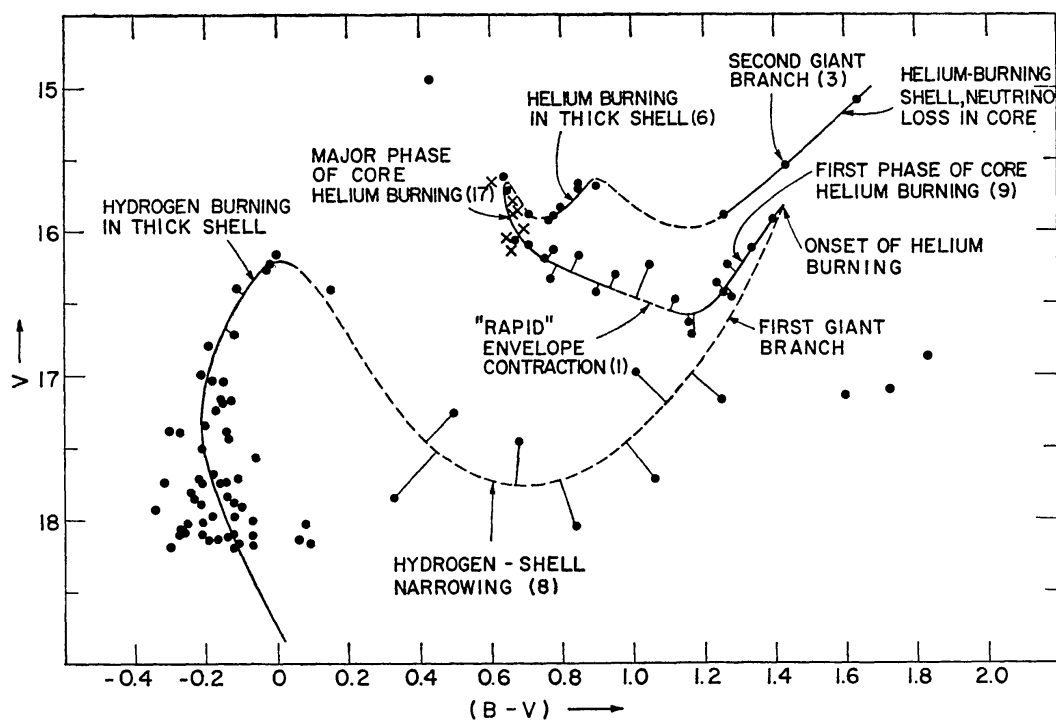 15
16
17
18
V
SECOND GIANT
BRANCH (3)
HELIUM-BURNING
SHELL, NEUTRINO
LOSS IN CORE
HELIUM BURNING
IN THICK SHELL (6)
FIRST PHASE OF CORE
HELIUM BURNING (9)
MAJOR PHASE
OF CORE
HELIUM BURNING (17)
HYDROGEN BURNING
IN THICK SHELL
ONSET OF HELIUM
BURNING
"RAPID"
ENVELOPE
CONTRACTION (1)
FIRST GIANT
BRANCH
HYDROGEN - SHELL
NARROWING (8)
-0.4 -0.2 0 0.2 0.4 0.6 0.8 1.0 1.2 1.4 1.6 1.8 2.0
(B-V)